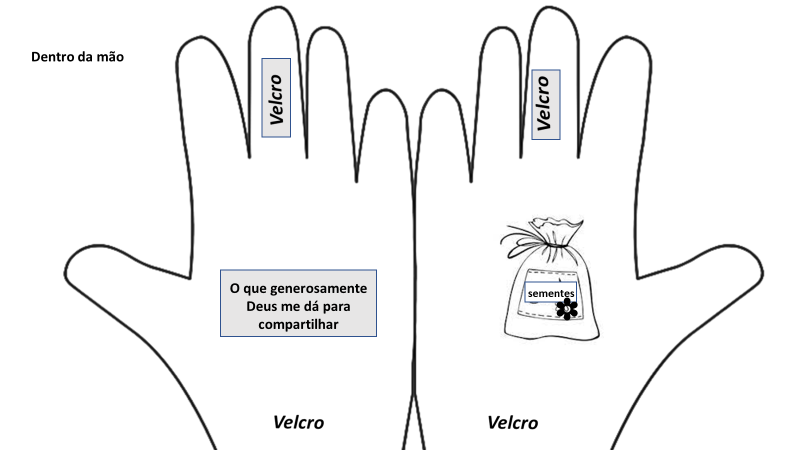 Dentro da mão
Velcro
Velcro
O que generosamente
Deus me dá para
compartilhar
sementes
Velcro
Velcro